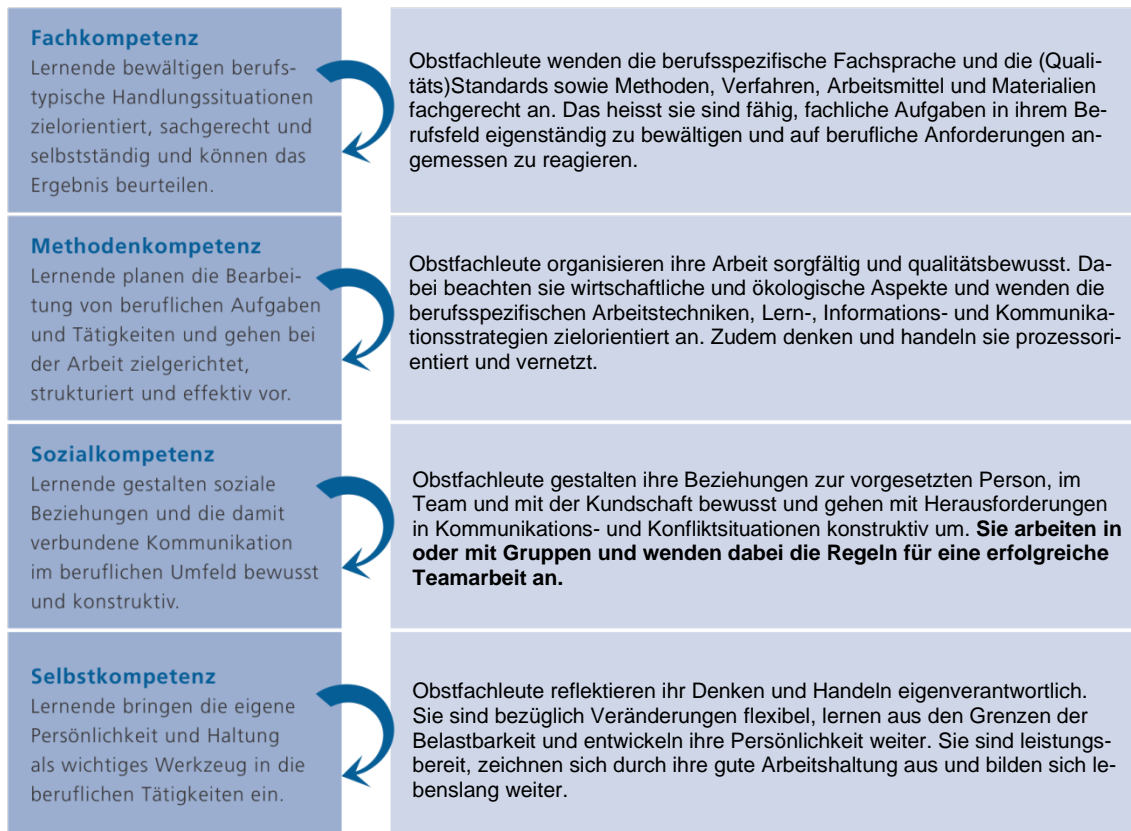 Fachkompetenz
Lernende bewältigen berufs-
typische Handlungssituationen
zielorientiert, sachgerecht und
selbstständig und können das
Ergebnis beurteilen.
Obstfachleute wenden die berufsspezifische Fachsprache und die (Quali-
täts)Standards sowie Methoden, Verfahren, Arbeitsmittel und Materialien
fachgerecht an. Das heisst sie sind fähig, fachliche Aufgaben in ihrem Be-
rufsfeld eigenständig zu bewältigen und auf berufliche Anforderungen an-
gemessen zu reagieren.
Methodenkompetenz
Lernende planen die Bearbei-
tung von beruflichen Aufgaben
und Tätigkeiten und gehen bei
der Arbeit zielgerichtet,
strukturiert und effektiv vor.
Obstfachleute organisieren ihre Arbeit sorgfältig und qualitätsbewusst. Da-
bei beachten sie wirtschaftliche und ökologische Aspekte und wenden die
berufsspezifischen Arbeitstechniken, Lern-, Informations- und Kommunika-
tionsstrategien zielorientiert an. Zudem denken und handeln sie prozessori-
entiert und vernetzt.
Sozialkompetenz
Lernende gestalten soziale
Beziehungen und die damit
verbundene Kommunikation
im beruflichen Umfeld bewusst
und konstruktiv.
Obstfachleute gestalten ihre Beziehungen zur vorgesetzten Person, im
Team und mit der Kundschaft bewusst und gehen mit Herausforderungen
in Kommunikations- und Konfliktsituationen konstruktiv um. Sie arbeiten in
oder mit Gruppen und wenden dabei die Regeln für eine erfolgreiche
Teamarbeit an.
Selbstkompetenz
Lernende bringen die eigene
Persönlichkeit und Haltung
als wichtiges Werkzeug in die
beruflichen Tätigkeiten ein.
Obstfachleute reflektieren ihr Denken und Handeln eigenverantwortlich.
Sie sind bezüglich Veränderungen flexibel, lernen aus den Grenzen der
Belastbarkeit und entwickeln ihre Persönlichkeit weiter. Sie sind leistungs-
bereit, zeichnen sich durch ihre gute Arbeitshaltung aus und bilden sich le-
benslang weiter.